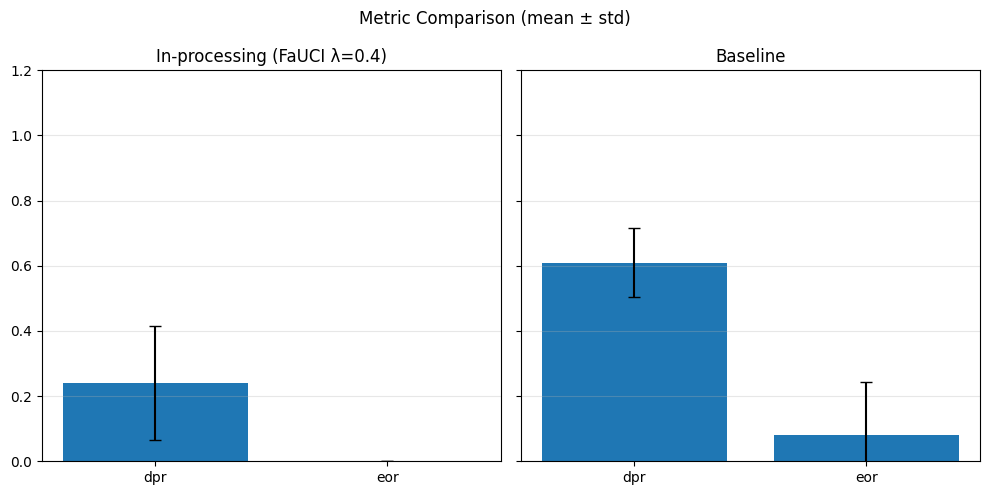 Metric Comparison (mean ± std)
In-processing (FaUCI λ=0.4)
Baseline
1.2
1.0
0.8
0.6
0.4
0.2
0.0
dpr
eor
dpr
eor